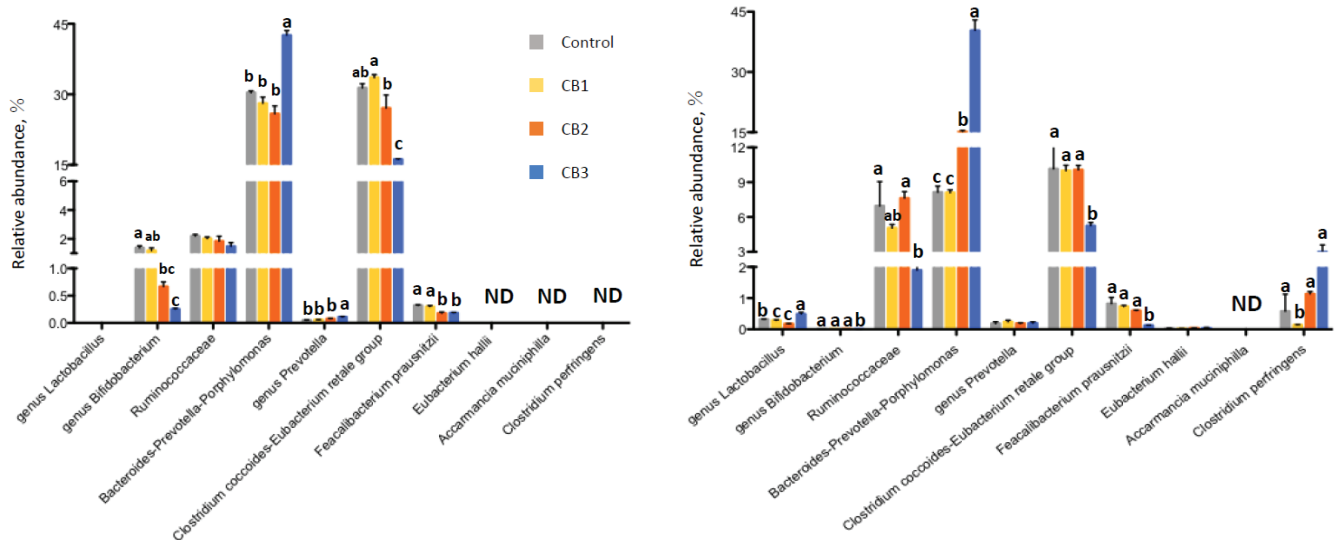 Relative abundance, %
45
30
15
6
4
2
1.0
0.5
0.0
a ab bc c
b b b a
b b b a
ab a b c
a a b b
ND
ND
ND
Control
CB1
CB2
CB3
genus Lactobacillus
genus Bifidobacterium
Ruminococcaceae
Bacteroides-Prevotella-Porphylomonas
genus Prevotella
Clostridium coccoides-Eubacterium retale group
Feacalibacterium prausnitzii
Eubacterium hallii
Accarmancia muciniphilla
Clostridium perfringens
Relative abundance, %
45
30
15
12
9
6
3
2
1
0
b c c a
a a a b
a ab a b
c c b a
a a a b
a a a b
ND
a b a a
genus Lactobacillus
genus Bifidobacterium
Ruminococcaceae
Bacteroides-Prevotella-Porphylomonas
genus Prevotella
Clostridium coccoides-Eubacterium retale group
Feacalibacterium prausnitzii
Eubacterium hallii
Accarmancia muciniphilla
Clostridium perfringens